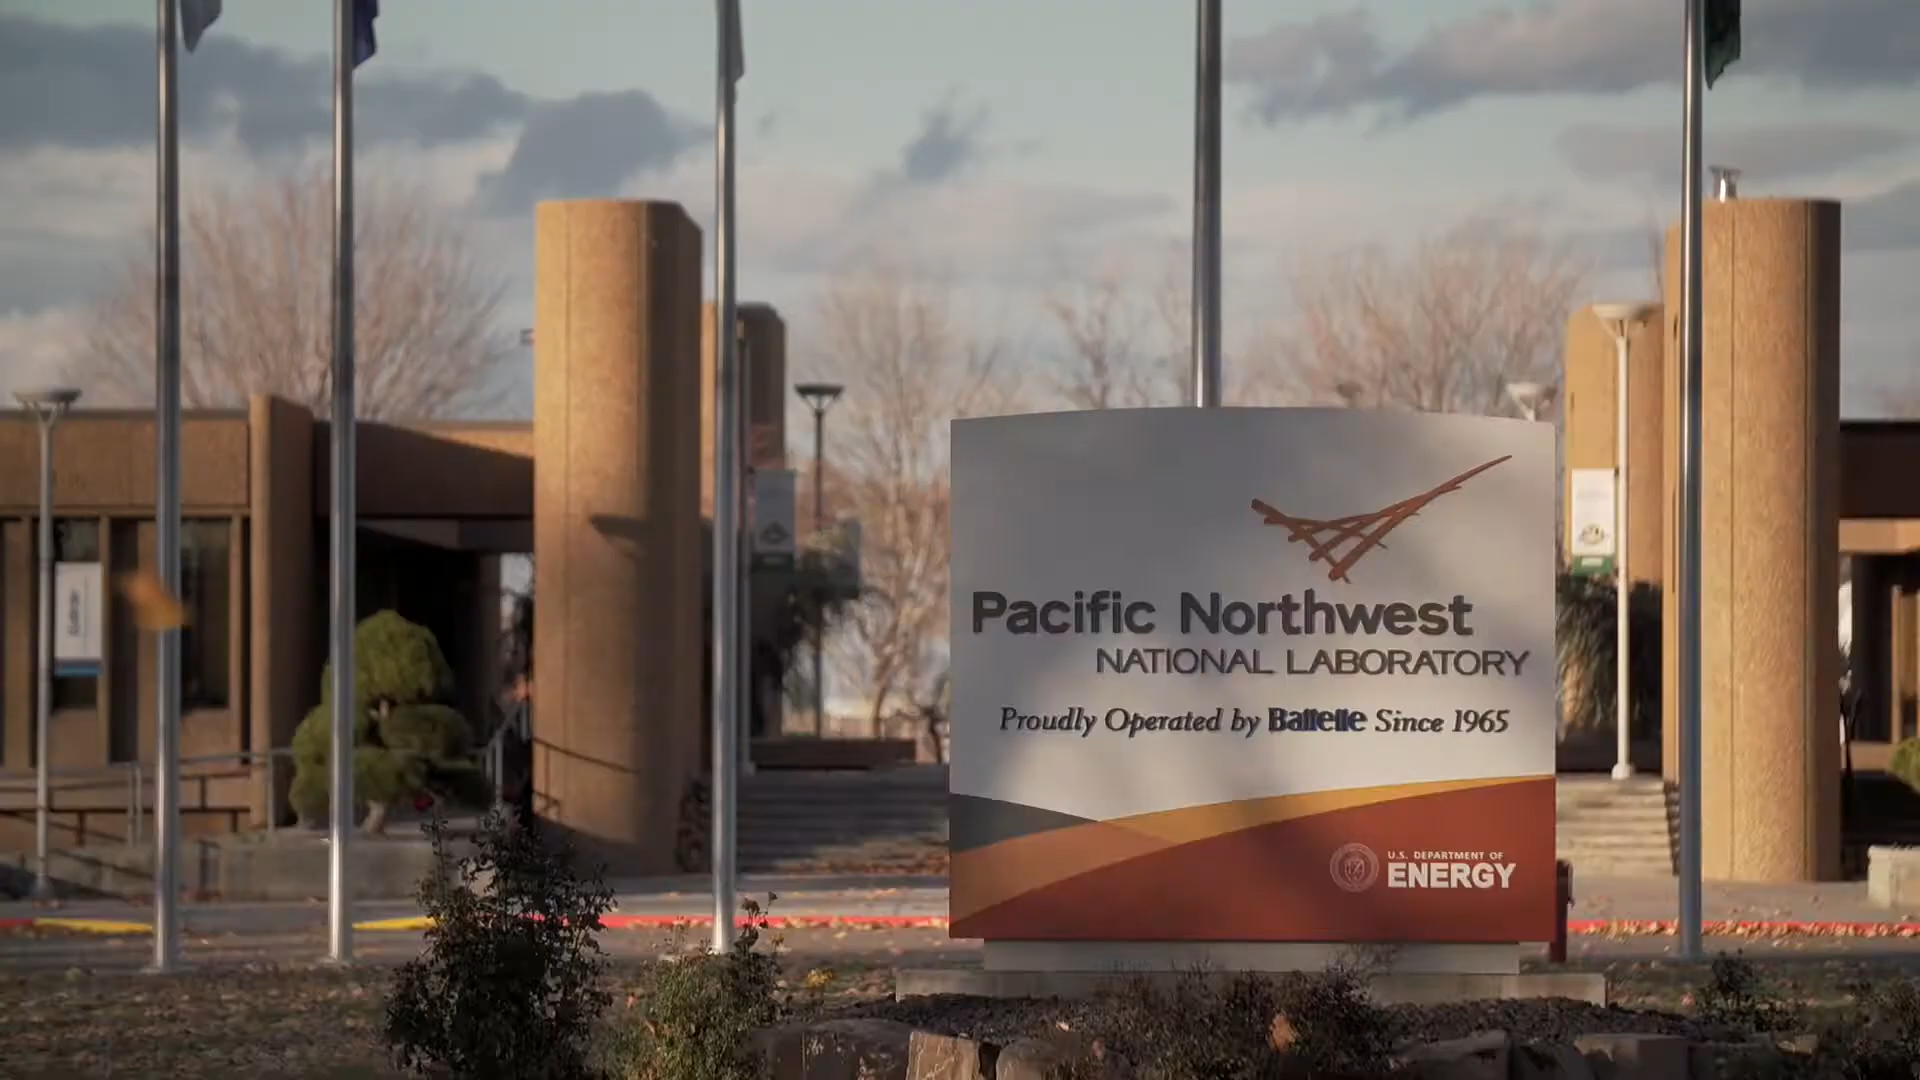 Pacific Northwest
NATIONAL LABORATORY
Proudly Operated by Battelle Since 1965
U.S. DEPARTMENT OF
ENERGY